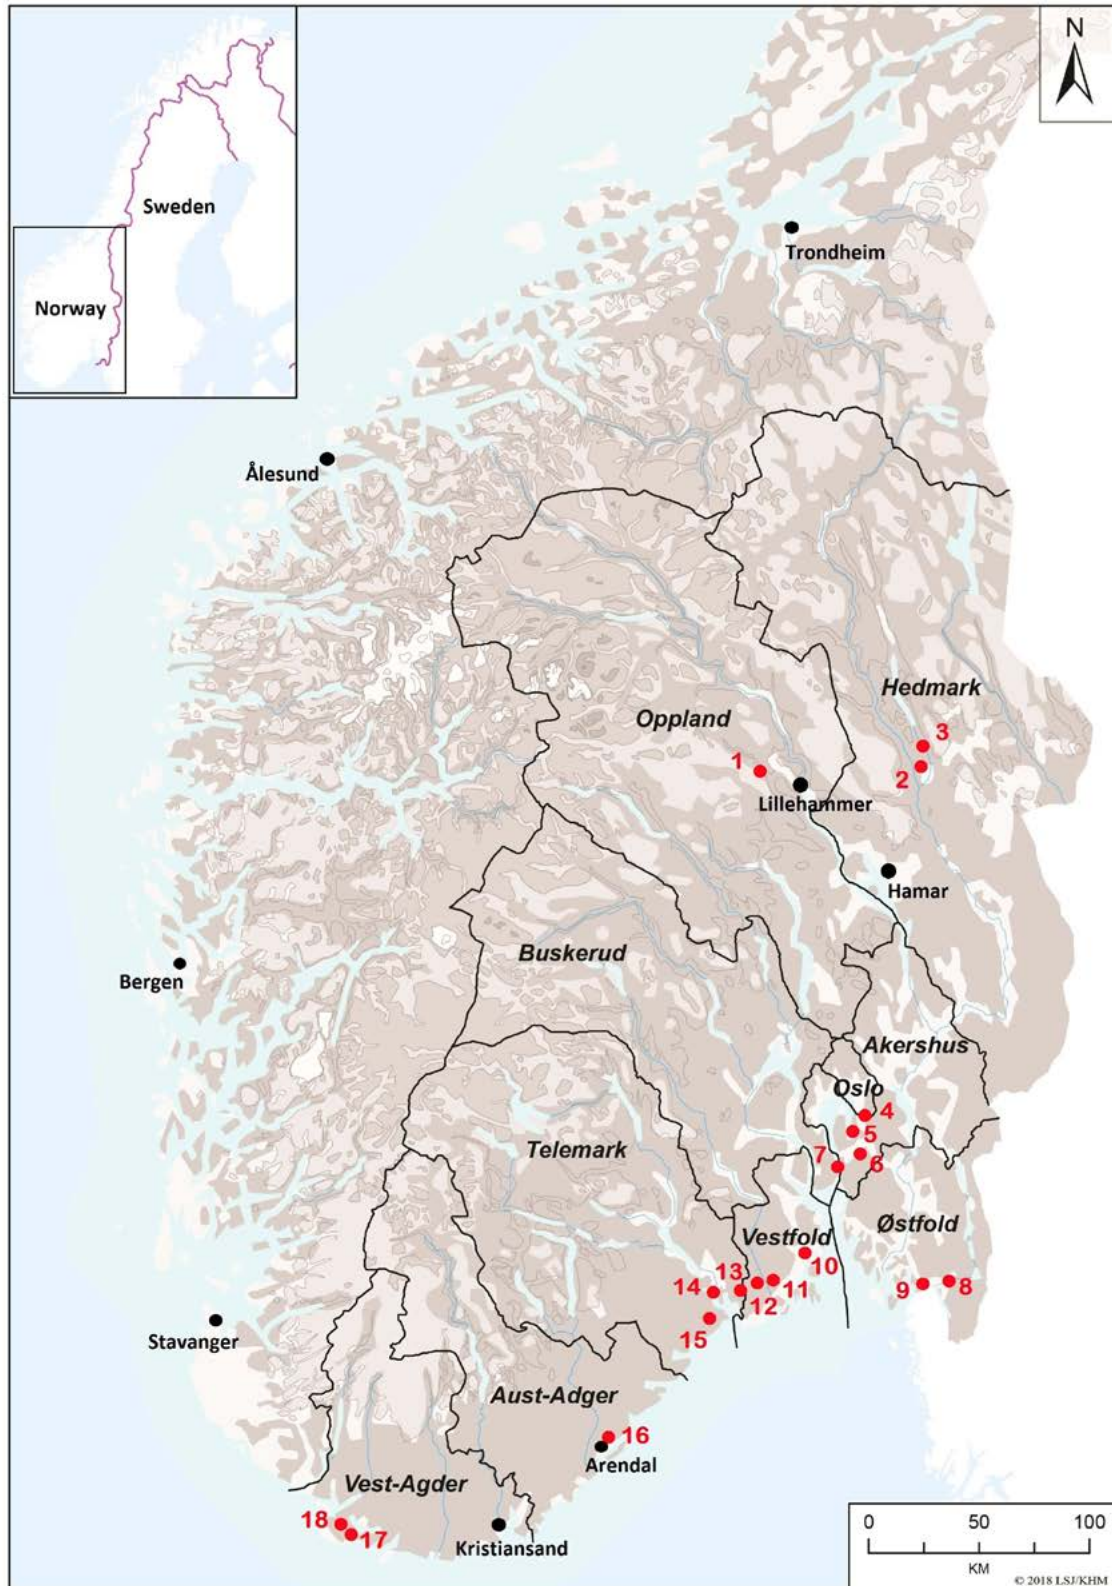 N
Sweden
Norway
Trondheim
Ålesund
Hedmark
Oppland
3
1
2
Lillehammer
Hamar
Buskerud
Bergen
Akershus
Oslo
4
5
Telemark
6
7
Østfold
Vestfold
10
13
14
11
9
8
12
15
Stavanger
Aust-Adger
16
Arendal
Vest-Agder
18
17
Kristiansand
0 50 100
KM
© 2018 LSJ/KHM